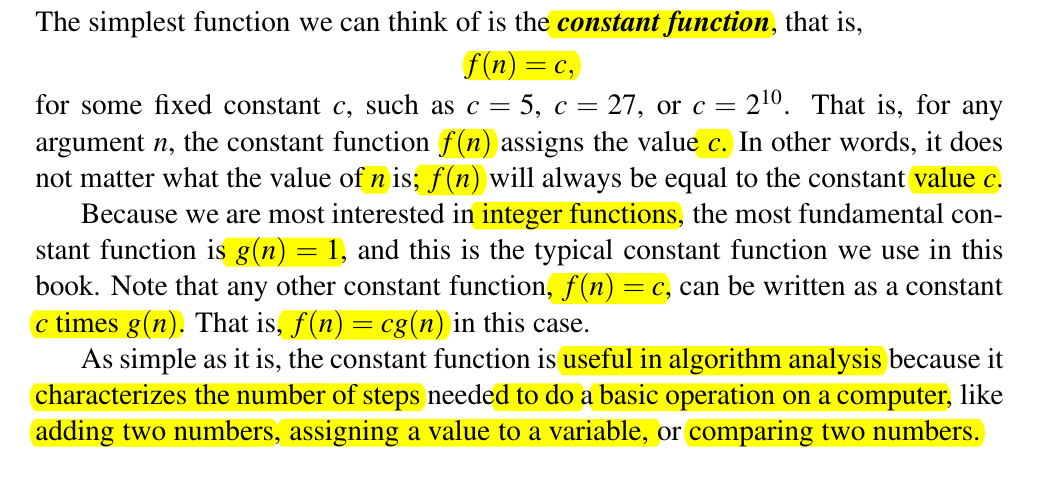 The simplest function we can think of is the constant function, that is,
f(n) = c,
for some fixed constant c, such as c = 5, c = 27, or c = 2¹⁰. That is, for any
argument n, the constant function f(n) assigns the value c. In other words, it does
not matter what the value of n is; f(n) will always be equal to the constant value c.
Because we are most interested in integer functions, the most fundamental con-
stant function is g(n) = 1, and this is the typical constant function we use in this
book. Note that any other constant function, f(n) = c, can be written as a constant
c times g(n). That is, f(n) = cg(n) in this case.
As simple as it is, the constant function is useful in algorithm analysis because it
characterizes the number of steps needed to do a basic operation on a computer, like
adding two numbers, assigning a value to a variable, or comparing two numbers.